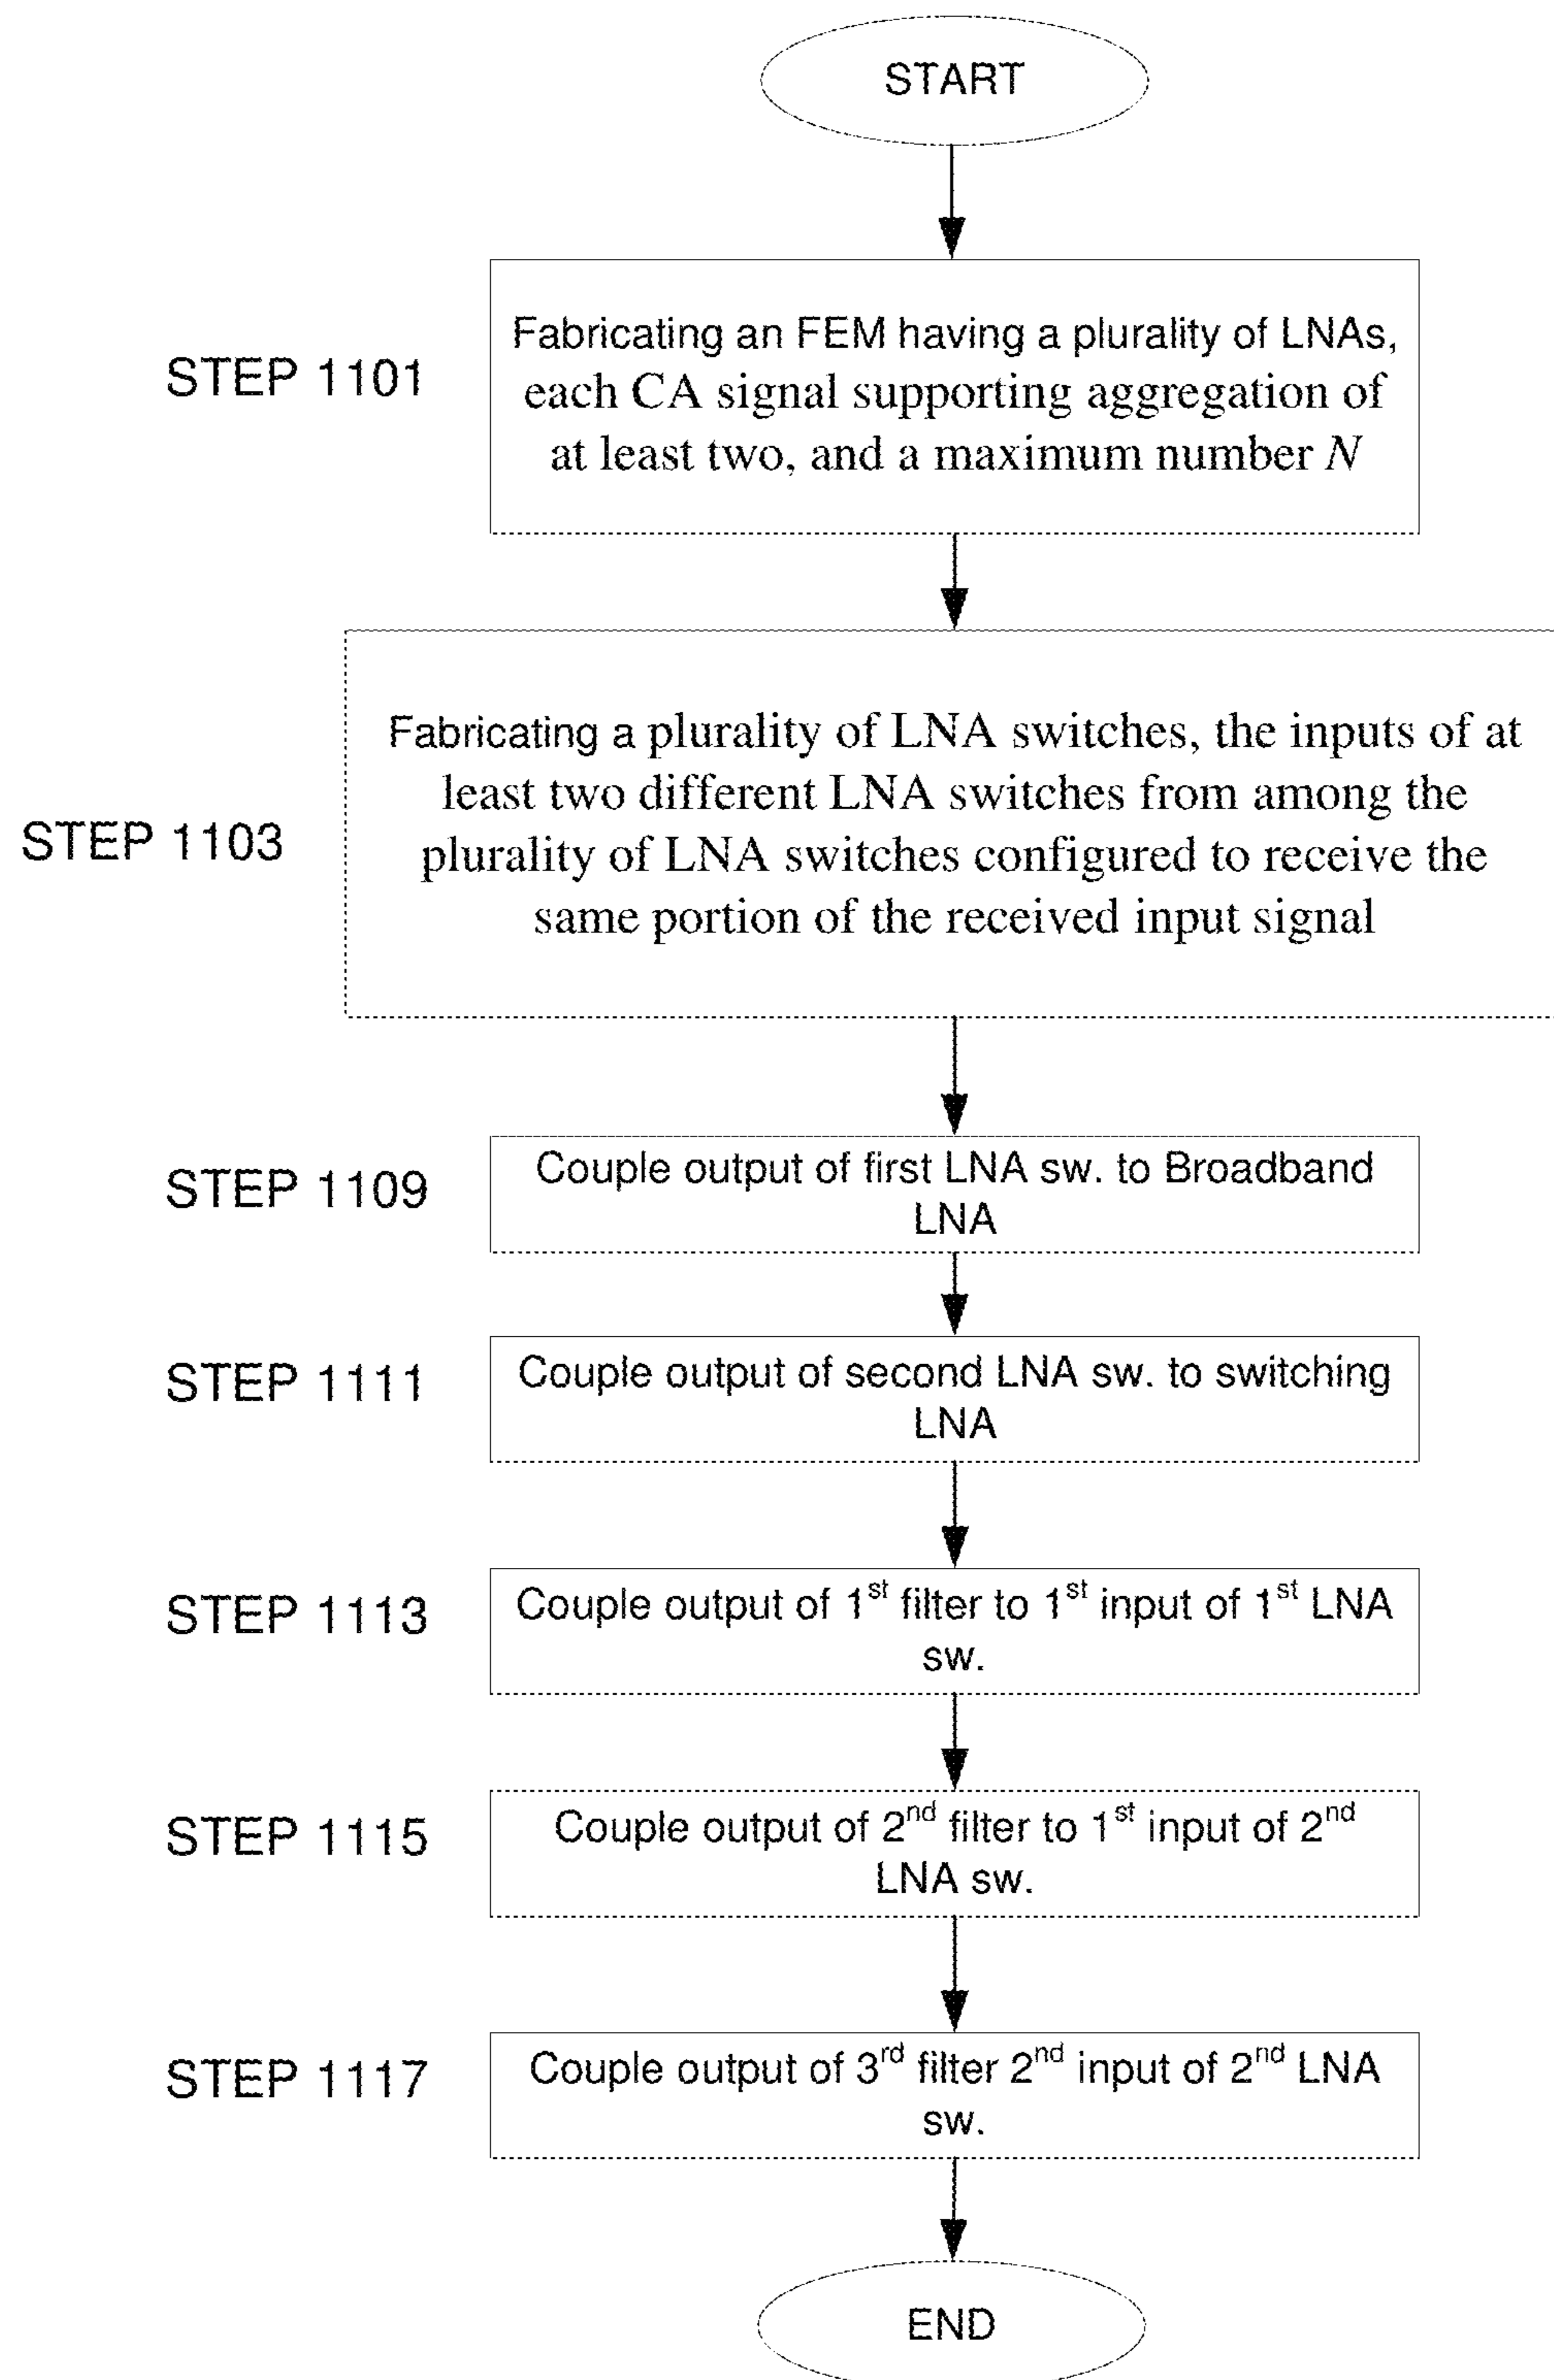 START
STEP 1101
Fabricating an FEM having a plurality of LNAs,
each CA signal supporting aggregation of
at least two, and a maximum number N
STEP 1103
Fabricating a plurality of LNA switches, the inputs of at
least two different LNA switches from among the
plurality of LNA switches configured to receive the
same portion of the received input signal
STEP 1109
Couple output of first LNA sw. to Broadband
LNA
STEP 1111
Couple output of second LNA sw. to switching
LNA
STEP 1113
Couple output of 1st filter to 1st input of 1st LNA
sw.
STEP 1115
Couple output of 2nd filter to 1st input of 2nd
LNA sw.
STEP 1117
Couple output of 3rd filter 2nd input of 2nd LNA
sw.
END